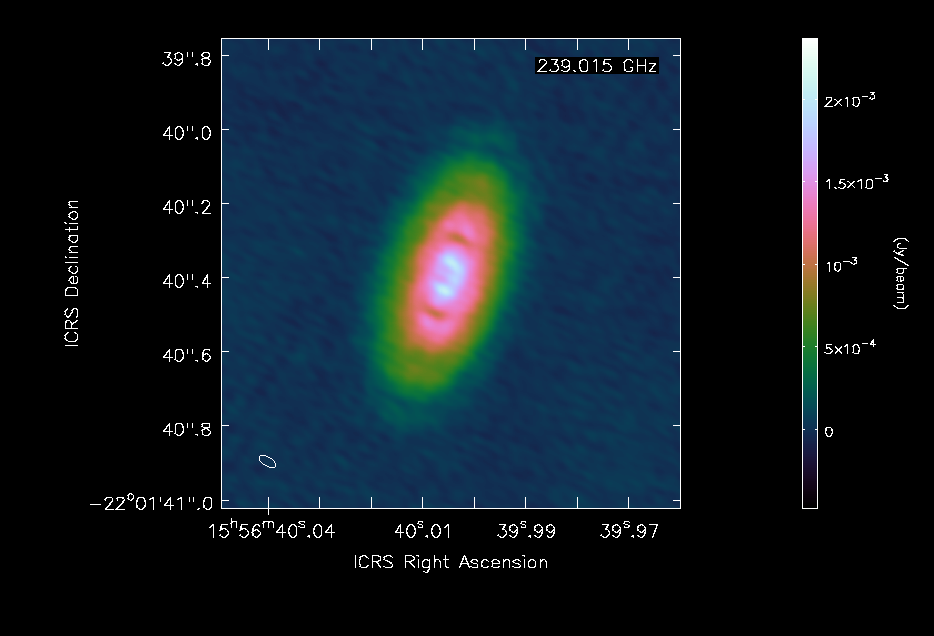 239.015 GHz
39".8
40".0
40".2
40".4
40".6
40".8
−22°01'41".0
15ʰ56ᵐ40ˢ.04
40ˢ.01
39ˢ.99
39ˢ.97
ICRS Right Ascension
ICRS Declination
2×10⁻³
1.5×10⁻³
10⁻³
5×10⁻⁴
0
(Jy/beam)